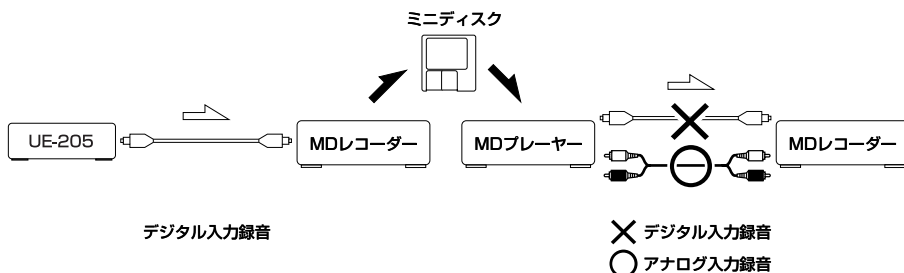 ミニディスク
UE-205
MDレコーダー
MDプレーヤー
MDレコーダー
デジタル入力録音
デジタル入力録音
アナログ入力録音